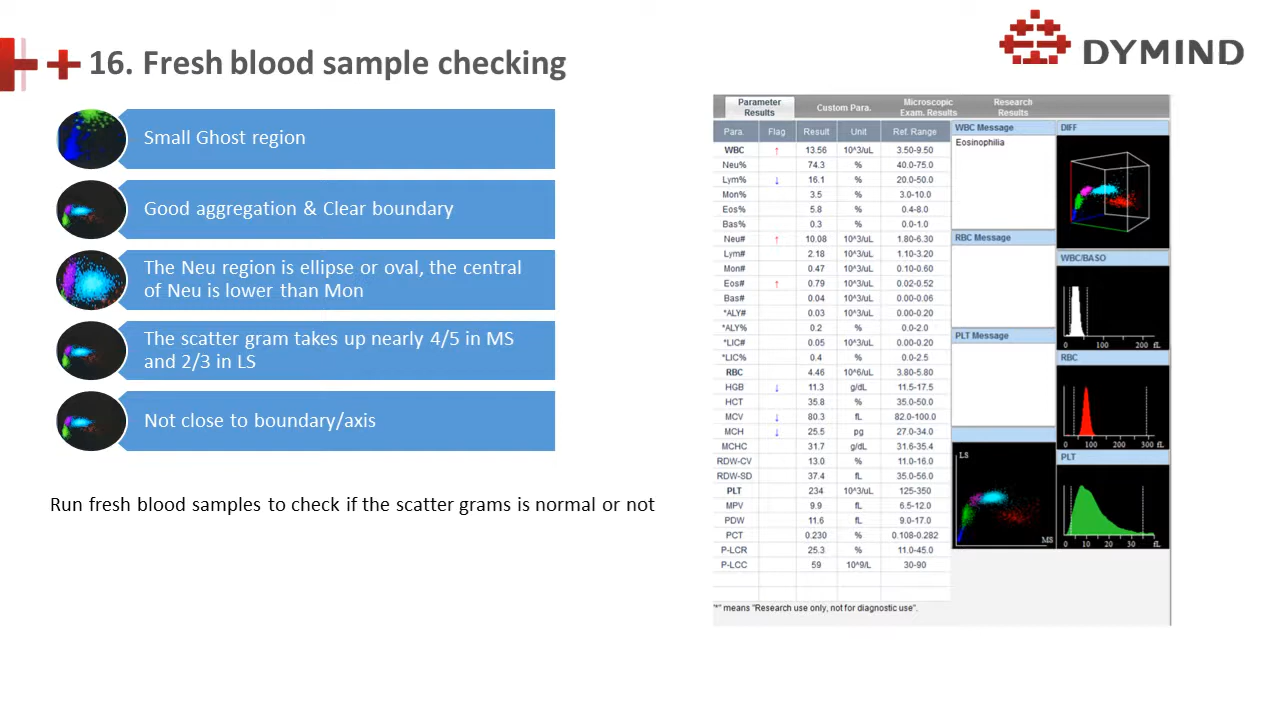 16. Fresh blood sample checking
DYMIND
Small Ghost region
Good aggregation & Clear boundary
The Neu region is ellipse or oval, the central
of Neu is lower than Mon
The scatter gram takes up nearly 4/5 in MS
and 2/3 in LS
Not close to boundary/axis
Run fresh blood samples to check if the scatter grams is normal or not
Parameter Results Custom Para. Microscopic Exam. Results Research Results
Para. Flag Result Unit Ref. Range
WBC ↑ 13.56 10^3/uL 3.50-9.50
Neu% 74.3 % 40.0-75.0
Lym% ↓ 16.1 % 20.0-50.0
Mon% 3.5 % 3.0-10.0
Eos% 5.8 % 0.4-8.0
Bas% 0.3 % 0.0-1.0
Neu# ↑ 10.08 10^3/uL 1.80-6.30
Lym# 2.18 10^3/uL 1.10-3.20
Mon# 0.47 10^3/uL 0.10-0.60
Eos# ↑ 0.79 10^3/uL 0.02-0.52
Bas# 0.04 10^3/uL 0.00-0.06
*ALY# 0.03 10^3/uL 0.00-0.20
*ALY% 0.2 % 0.0-2.0
*LIC# 0.05 10^3/uL 0.00-0.20
*LIC% 0.4 % 0.0-2.5
RBC 4.46 10^6/uL 3.80-5.80
HGB ↓ 11.3 g/dL 11.5-17.5
HCT 35.8 % 35.0-50.0
MCV ↓ 80.3 fL 82.0-100.0
MCH ↓ 25.5 pg 27.0-34.0
MCHC 31.7 g/dL 31.6-35.4
RDW-CV 13.0 % 11.0-16.0
RDW-SD 37.4 fL 35.0-56.0
PLT 234 10^3/uL 125-350
MPV 9.9 fL 6.5-12.0
PDW 11.6 fL 9.0-17.0
PCT 0.230 % 0.108-0.282
P-LCR 25.3 % 11.0-45.0
P-LCC 59 10^9/L 30-90
"*" means "Research use only, not for diagnostic use".
WBC Message
Eosinophilia
RBC Message
PLT Message
LS
MS
DIFF
WBC/BASO
0 100 200 fL
RBC
0 100 200 300 fL
PLT
0 10 20 30 fL